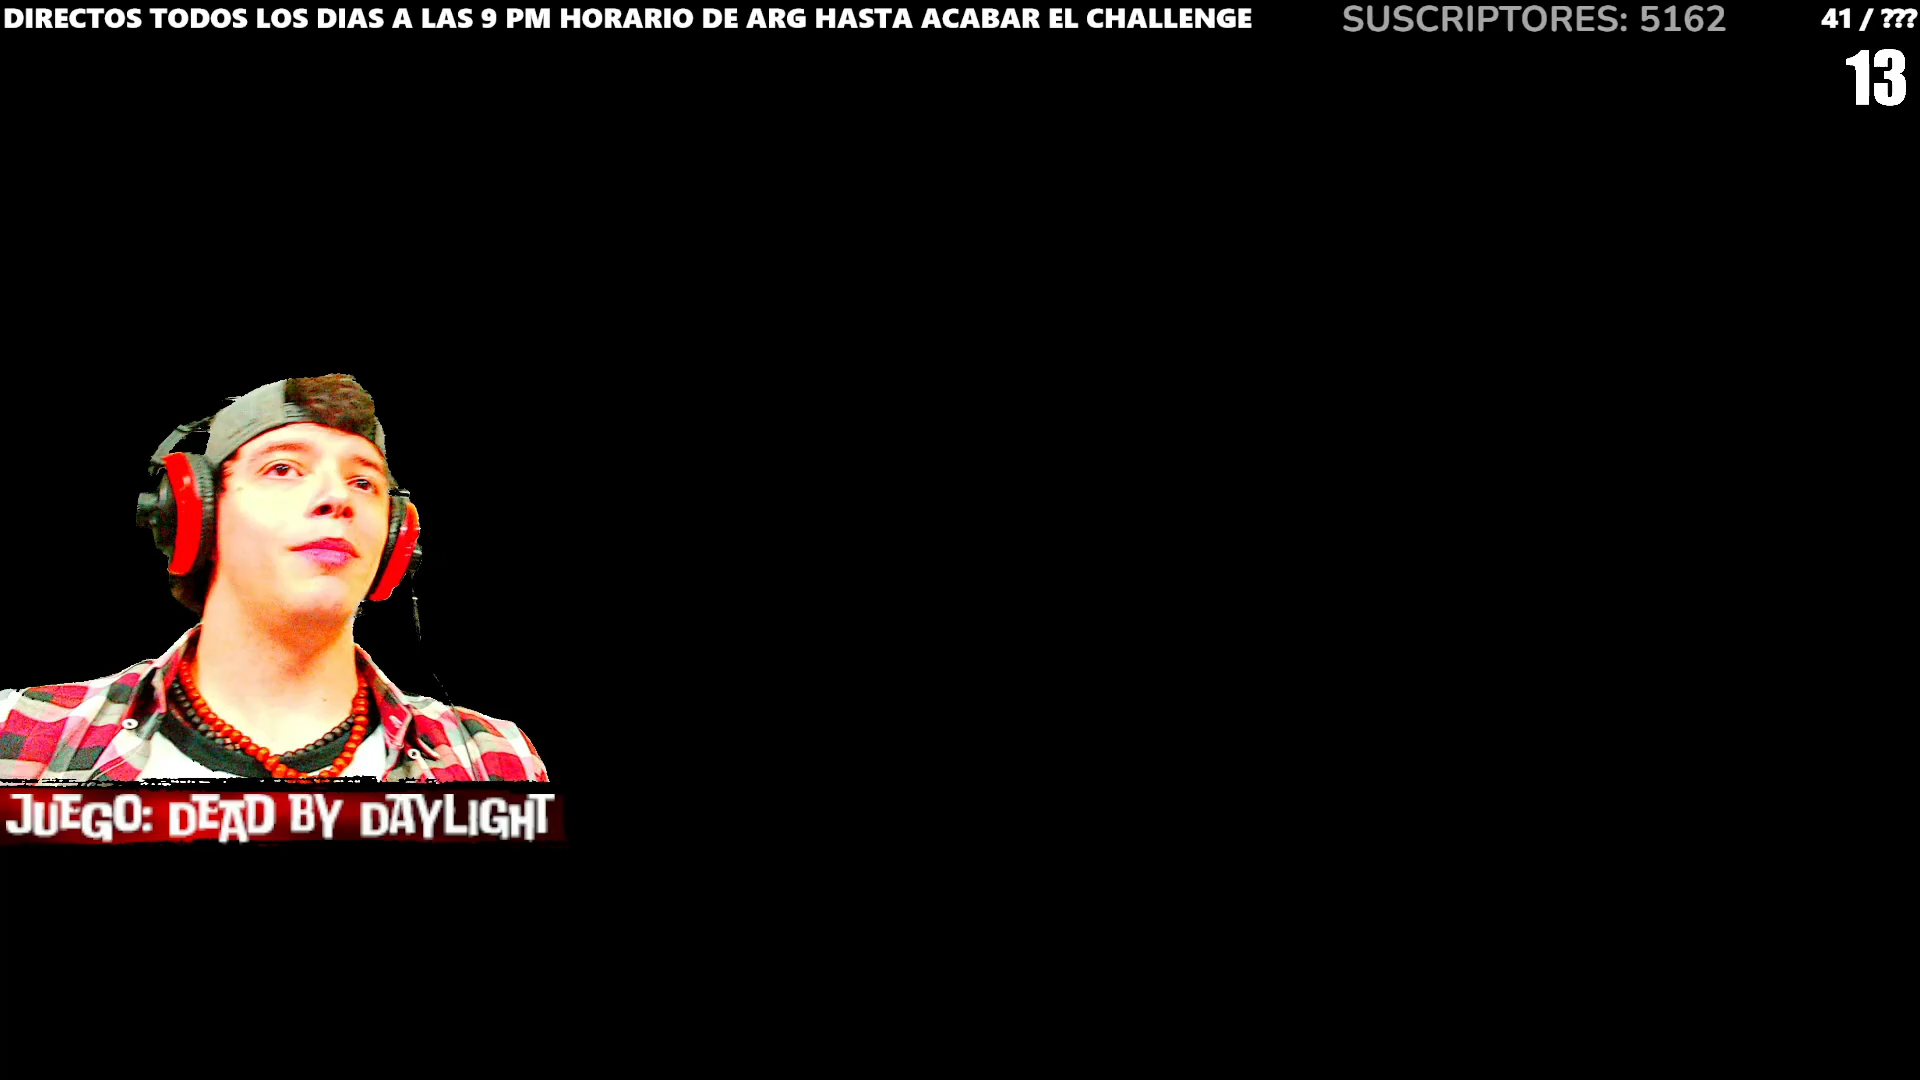 DIRECTOS TODOS LOS DIAS A LAS 9 PM HORARIO DE ARG HASTA ACABAR EL CHALLENGE
SUSCRIPTORES: 5162
41 / ???
13
JUEGO: DEAD BY DAYLIGHT